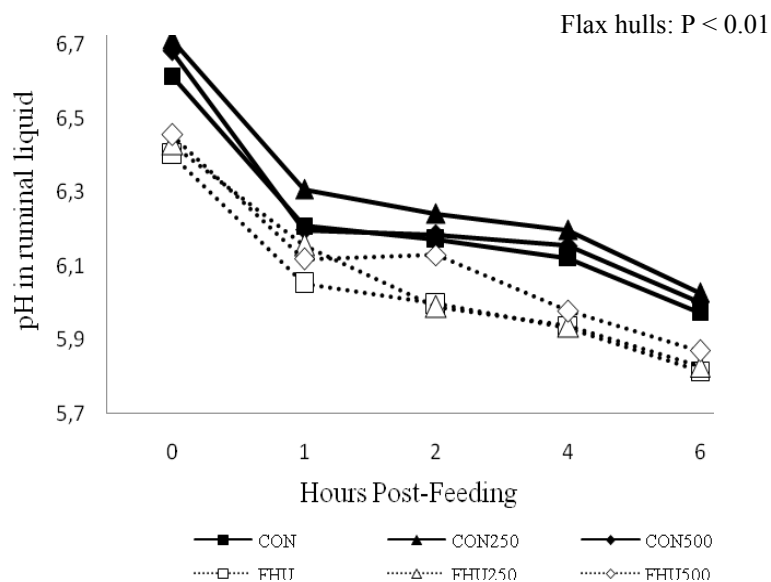 Flax hulls: P < 0.01
6,7
6,5
6,3
6,1
5,9
5,7
pH in ruminal liquid
0 1 2 4 6
Hours Post-Feeding
CON CON250 CON500
FHU FHU250 FHU500